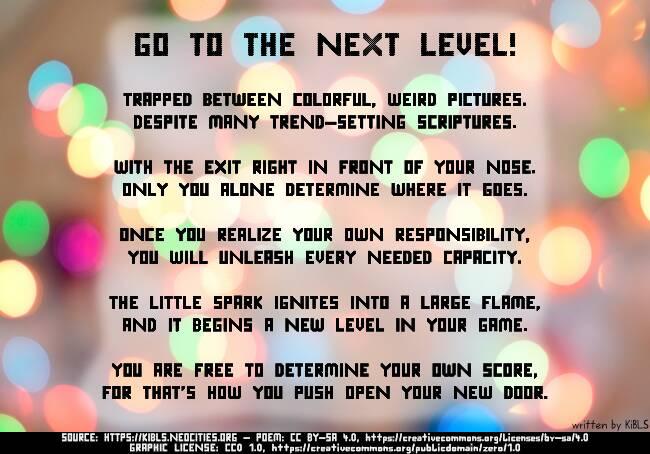 GO TO THE NEXT LEVEL!
TRAPPED BETWEEN COLORFUL, WEIRD PICTURES.
DESPITE MANY TREND-SETTING SCRIPTURES.
WITH THE EXIT RIGHT IN FRONT OF YOUR NOSE.
ONLY YOU ALONE DETERMINE WHERE IT GOES.
ONCE YOU REALIZE YOUR OWN RESPONSIBILITY,
YOU WILL UNLEASH EVERY NEEDED CAPACITY.
THE LITTLE SPARK IGNITES INTO A LARGE FLAME,
AND IT BEGINS A NEW LEVEL IN YOUR GAME.
YOU ARE FREE TO DETERMINE YOUR OWN SCORE,
FOR THAT'S HOW YOU PUSH OPEN YOUR NEW DOOR.
written by KiBLS
SOURCE: HTTPS://KIBLS.NEOCITIES.ORG - POEM: CC BY-SA 4.0, https://creativecommons.org/licenses/by-sa/4.0
GRAPHIC LICENSE: CC0 1.0, https://creativecommons.org/publicdomain/zero/1.0